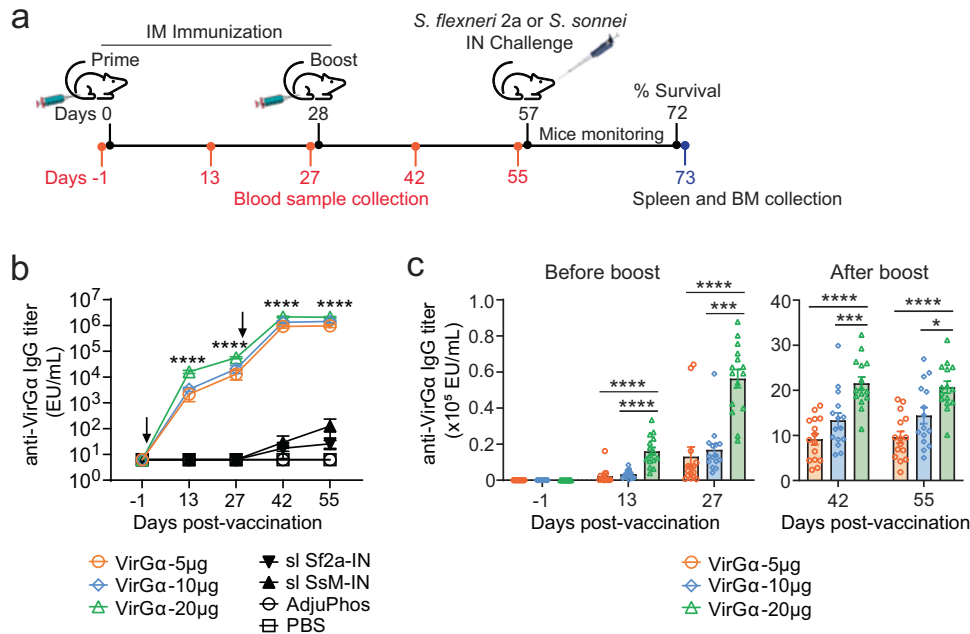 a
S. flexneri 2a or S. sonnei
IN Challenge
IM Immunization
Prime
Boost
% Survival
Days 0
28
57
72
Mice monitoring
Days -1
13
27
42
55
73
Blood sample collection
Spleen and BM collection
b
anti-VirGα IgG titer
(EU/mL)
10⁷
10⁶
10⁵
10⁴
10³
10²
10¹
10⁰
**** **** **** ****
-1 13 27 42 55
Days post-vaccination
VirGα-5µg
VirGα-10µg
VirGα-20µg
sl Sf2a-IN
sl SsM-IN
AdjuPhos
PBS
c
Before boost
After boost
anti-VirGα IgG titer
(x10⁵ EU/mL)
1.0
0.8
0.6
0.4
0.2
0
****
****
****
***
-1 13 27
Days post-vaccination
40
30
20
10
0
****
***
****
*
42 55
Days post-vaccination
VirGα-5µg
VirGα-10µg
VirGα-20µg